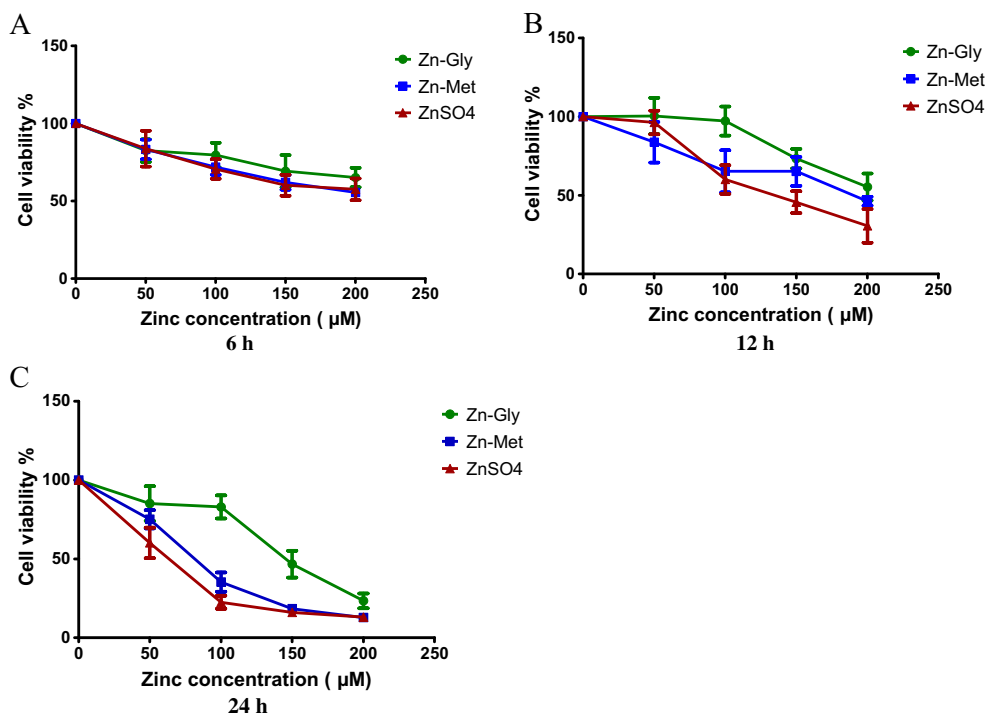 A
150
100
50
0
Cell viability %
0 50 100 150 200 250
Zinc concentration ( μM)
6 h
Zn-Gly
Zn-Met
ZnSO4
B
150
100
50
0
Cell viability %
0 50 100 150 200 250
Zinc concentration ( μM)
12 h
Zn-Gly
Zn-Met
ZnSO4
C
150
100
50
0
Cell viability %
0 50 100 150 200 250
Zinc concentration ( μM)
24 h
Zn-Gly
Zn-Met
ZnSO4